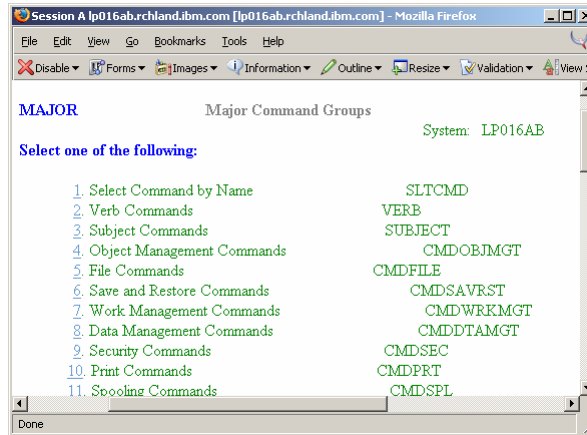 Session A lp016ab.rchland.ibm.com [lp016ab.rchland.ibm.com] - Mozilla Firefox
File Edit View Go Bookmarks Tools Help
Disable Forms Images Information Outline Resize Validation View
MAJOR Major Command Groups
System: LP016AB
Select one of the following:
1. Select Command by Name SLTCMD
2. Verb Commands VERB
3. Subject Commands SUBJECT
4. Object Management Commands CMDOBJMGT
5. File Commands CMDFILE
6. Save and Restore Commands CMDSAVRST
7. Work Management Commands CMDWRKMGT
8. Data Management Commands CMDDTAMGT
9. Security Commands CMDSEC
10. Print Commands CMDPRT
11. Spooling Commands CMDSPL
Done